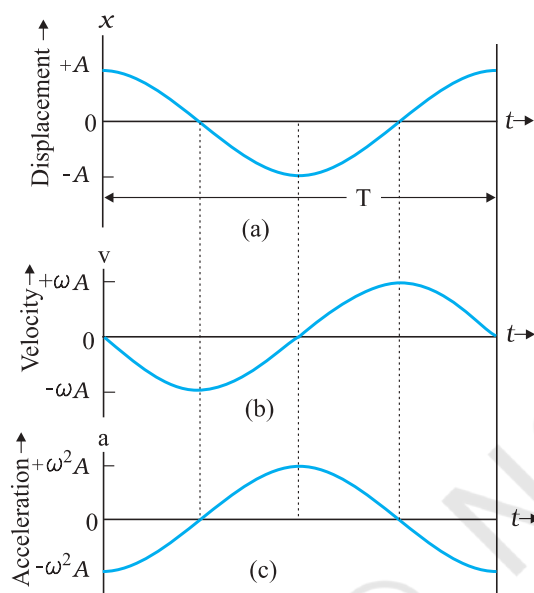 x
Displacement→
+A
0
-A
t→
T
(a)
v
Velocity→
+ωA
0
-ωA
t→
(b)
a
Acceleration→
+ω²A
0
-ω²A
t→
(c)